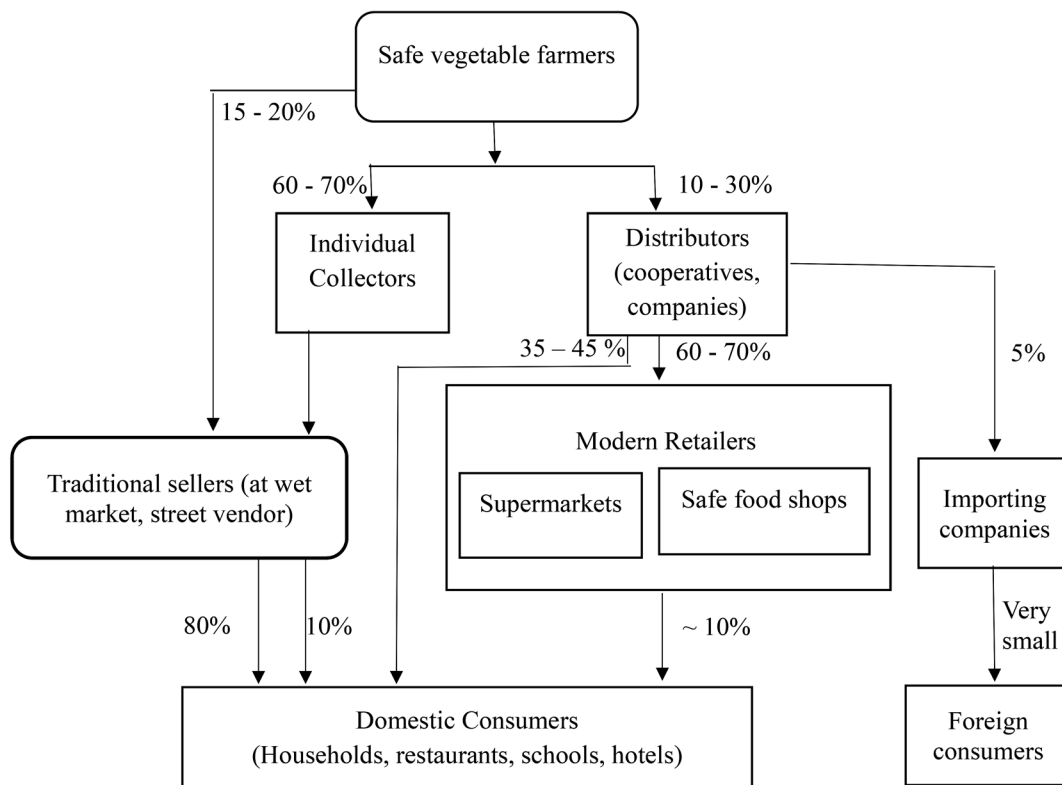 Safe vegetable farmers
15 - 20%
60 - 70%
10 - 30%
Individual
Collectors
Distributors
(cooperatives,
companies)
35 – 45 %
60 - 70%
5%
Modern Retailers
Traditional sellers (at wet
market, street vendor)
Supermarkets
Safe food shops
Importing
companies
80%
10%
~ 10%
Very
small
Domestic Consumers
(Households, restaurants, schools, hotels)
Foreign
consumers